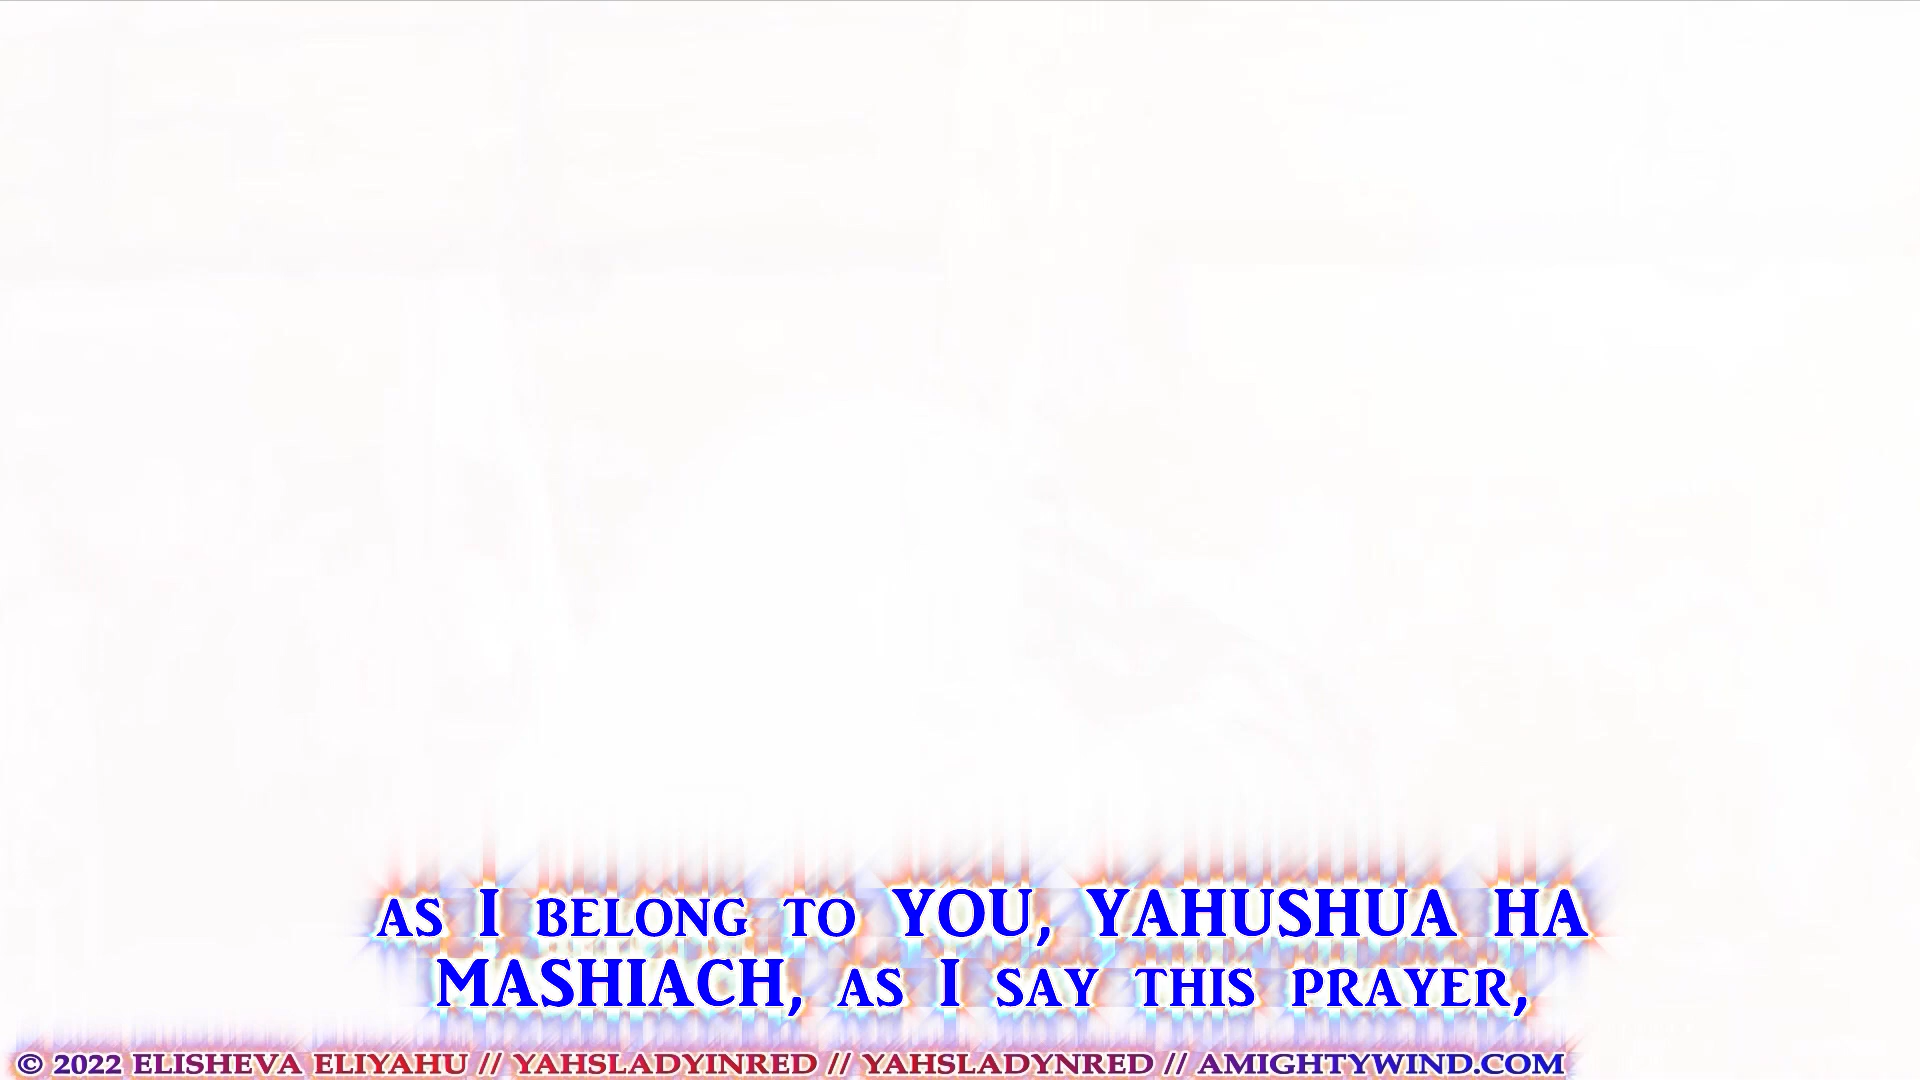 AS I BELONG TO YOU, YAHUSHUA HA
MASHIACH, AS I SAY THIS PRAYER,
© 2022 ELISHEVA ELIYAHU // YAHSLADYINRED // YAHSLADYNRED // AMIGHTYWIND.COM